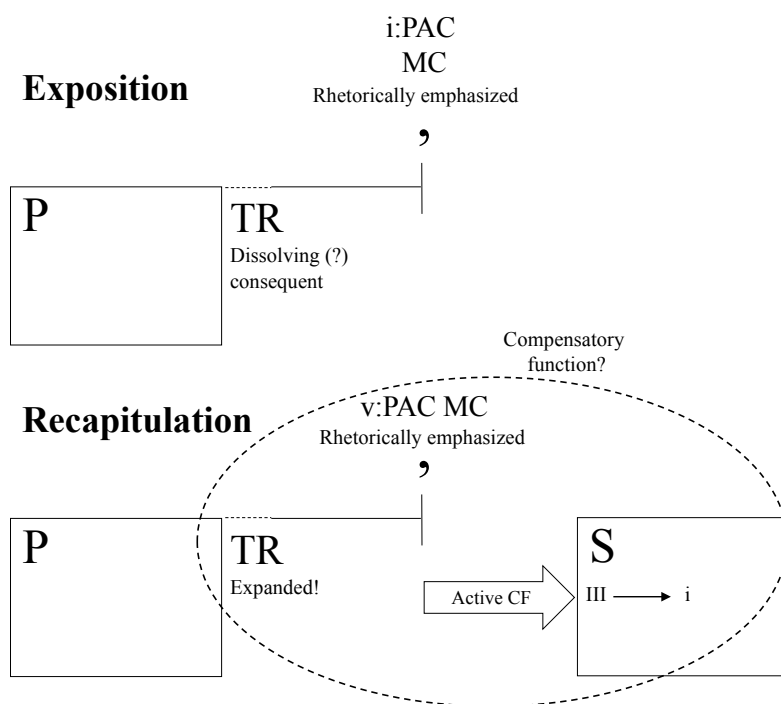 i:PAC
MC
Rhetorically emphasized
Exposition
,
P
TR
Dissolving (?)
consequent
Compensatory
function?
Recapitulation
v:PAC MC
Rhetorically emphasized
,
P
TR
Expanded!
S
Active CF
III i